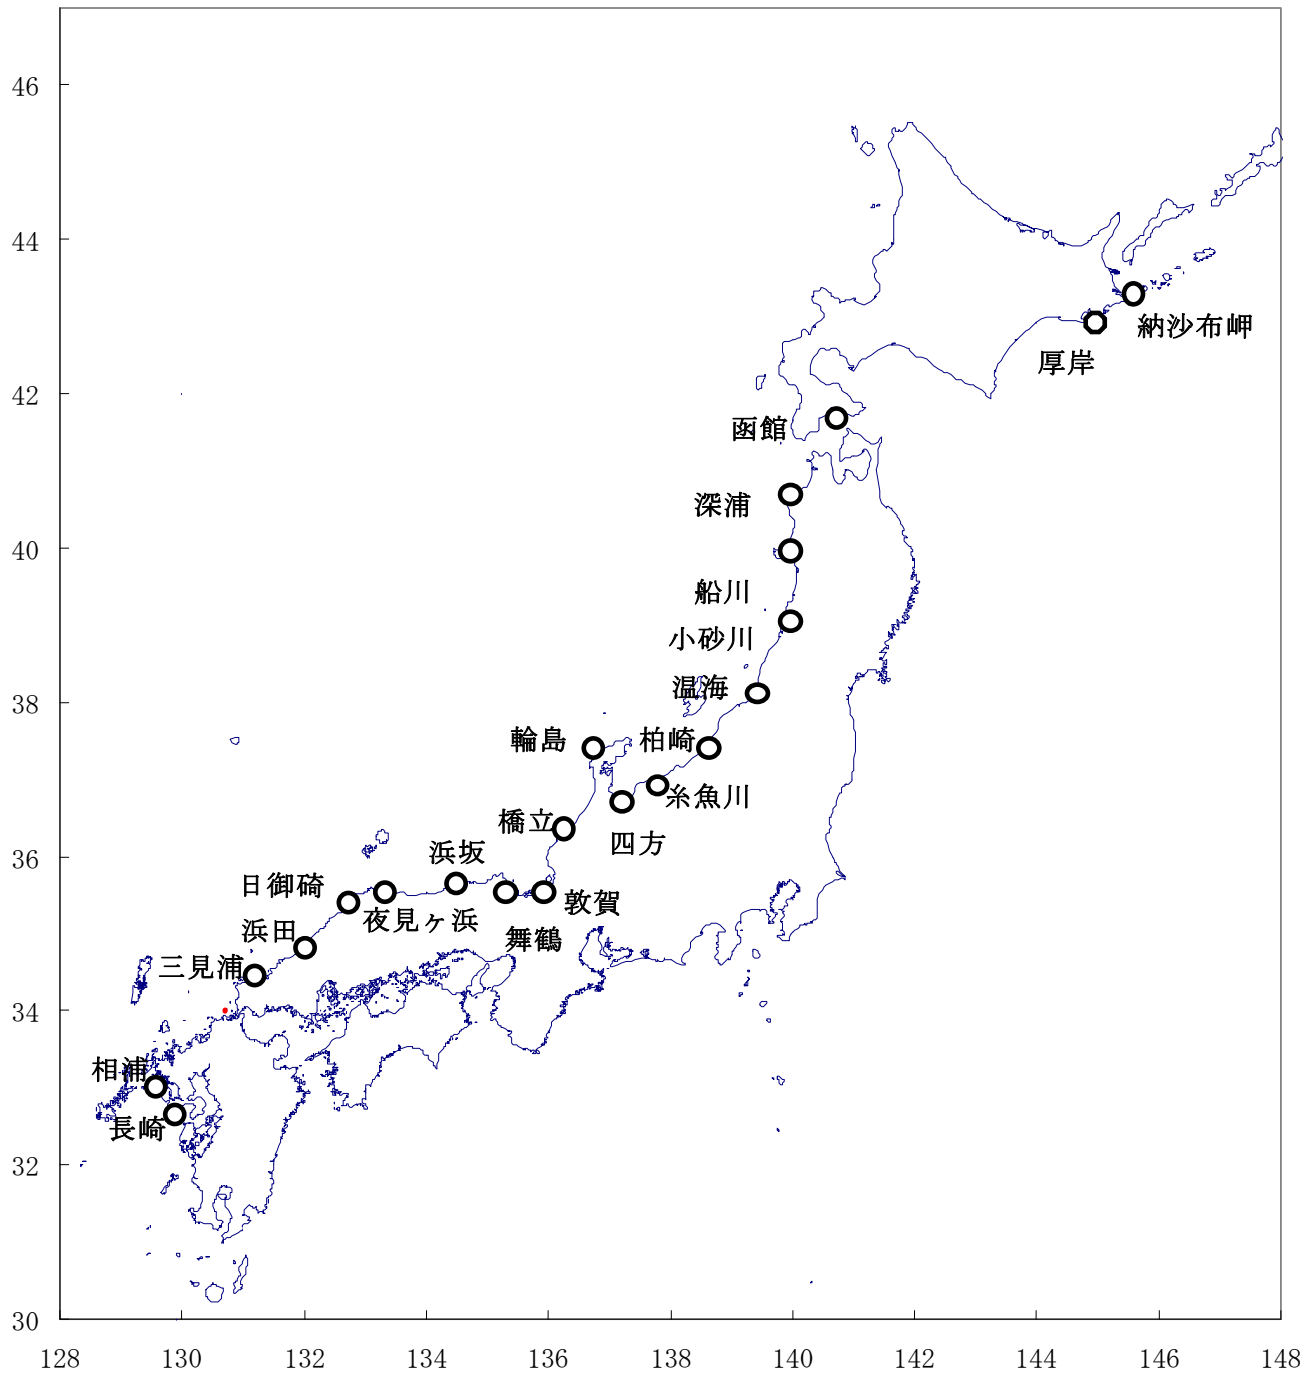 46
44
納沙布岬
厚岸
42
函館
深浦
40
船川
小砂川
温海
38
輪島
柏崎
糸魚川
橋立
四方
36
浜坂
日御碕
敦賀
夜見ヶ浜
浜田
舞鶴
三見浦
34
相浦
長崎
32
30
128 130 132 134 136 138 140 142 144 146 148